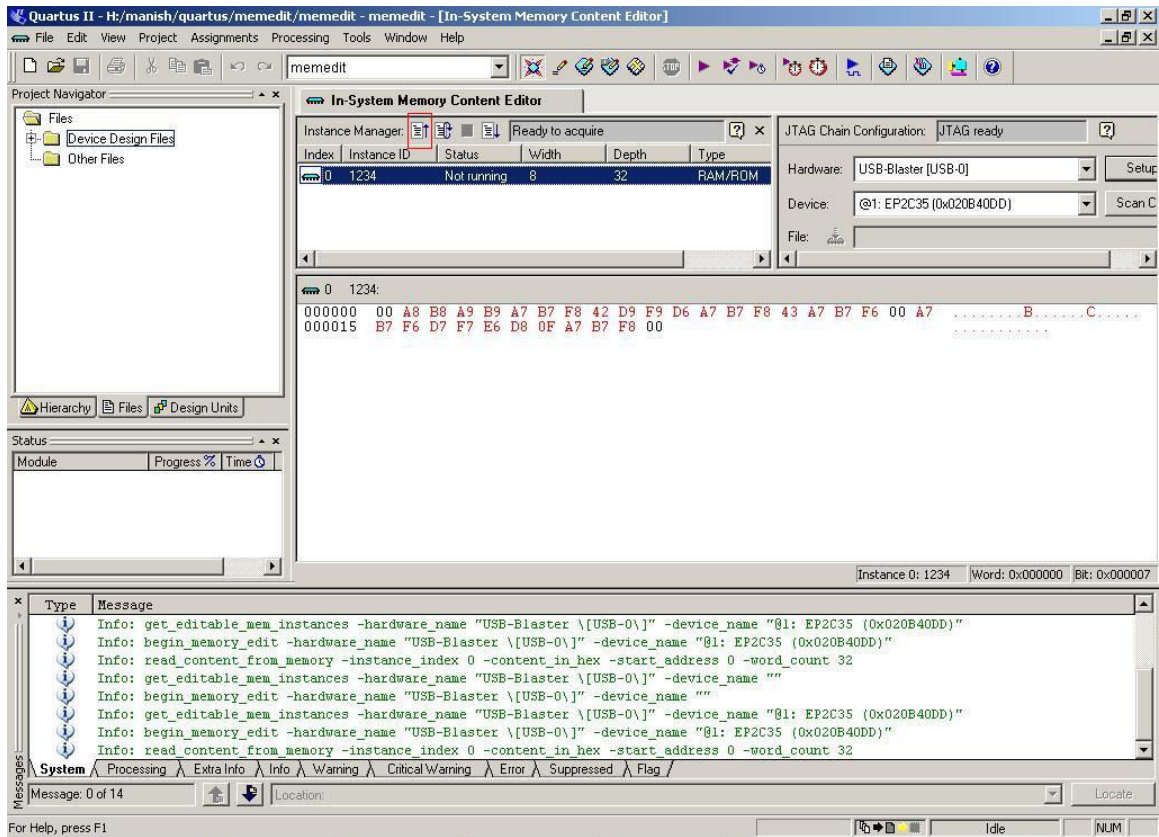 Quartus II - H:/manish/quartus/memedit/memedit - memedit - [In-System Memory Content Editor]
File Edit View Project Assignments Processing Tools Window Help
memedit
Project Navigator
Files
Device Design Files
Other Files
Hierarchy Files Design Units
Status
Module Progress % Time
In-System Memory Content Editor
Instance Manager: Ready to acquire
Index Instance ID Status Width Depth Type
0 1234 Not running 8 32 RAM/ROM
JTAG Chain Configuration: JTAG ready
Hardware: USB-Blaster [USB-0] Setup
Device: @1: EP2C35 (0x020B40DD) Scan C
File:
0 1234:
000000 00 A8 B8 A9 B9 A7 B7 F8 42 D9 F9 D6 A7 B7 F8 43 A7 B7 F6 00 A7 ........B......C.....
000015 B7 F6 D7 F7 E6 D8 0F A7 B7 F8 00 ...........
Instance 0: 1234 Word: 0x000000 Bit: 0x000007
Type Message
Info: get_editable_mem_instances -hardware_name "USB-Blaster \[USB-0\]" -device_name "@1: EP2C35 (0x020B40DD)"
Info: begin_memory_edit -hardware_name "USB-Blaster \[USB-0\]" -device_name "@1: EP2C35 (0x020B40DD)"
Info: read_content_from_memory -instance_index 0 -content_in_hex -start_address 0 -word_count 32
Info: get_editable_mem_instances -hardware_name "USB-Blaster \[USB-0\]" -device_name ""
Info: begin_memory_edit -hardware_name "USB-Blaster \[USB-0\]" -device_name ""
Info: get_editable_mem_instances -hardware_name "USB-Blaster \[USB-0\]" -device_name "@1: EP2C35 (0x020B40DD)"
Info: begin_memory_edit -hardware_name "USB-Blaster \[USB-0\]" -device_name "@1: EP2C35 (0x020B40DD)"
Info: read_content_from_memory -instance_index 0 -content_in_hex -start_address 0 -word_count 32
System Processing Extra Info Info Warning Critical Warning Error Suppressed Flag
Messages
Message: 0 of 14 Location: Locate
For Help, press F1 Idle NUM